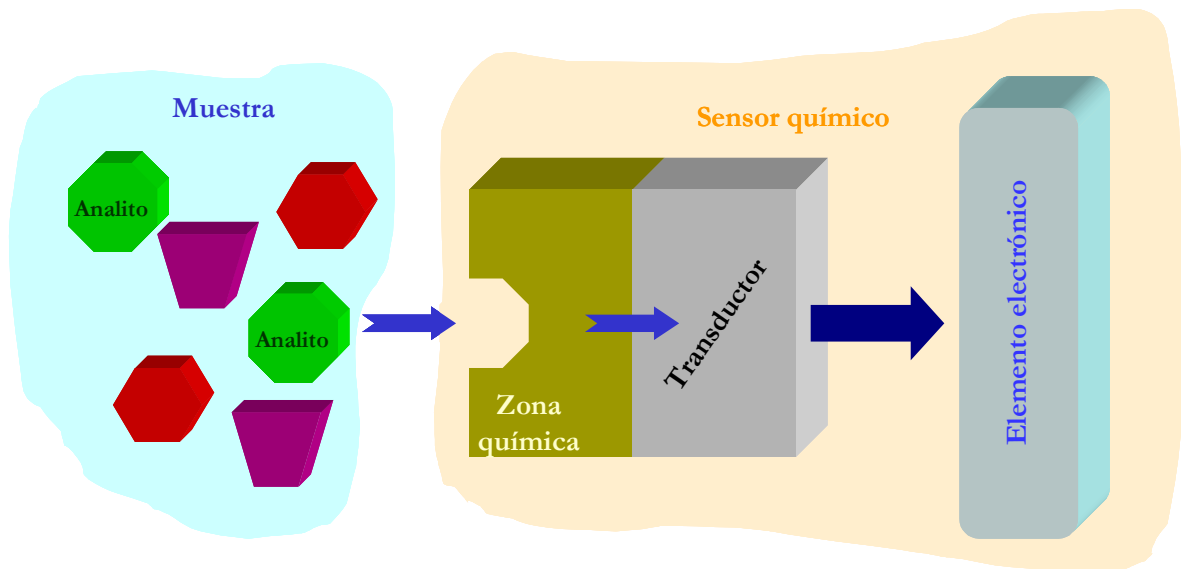 Muestra
Sensor químico
Analito
Analito
Zona
química
Transductor
Elemento electrónico